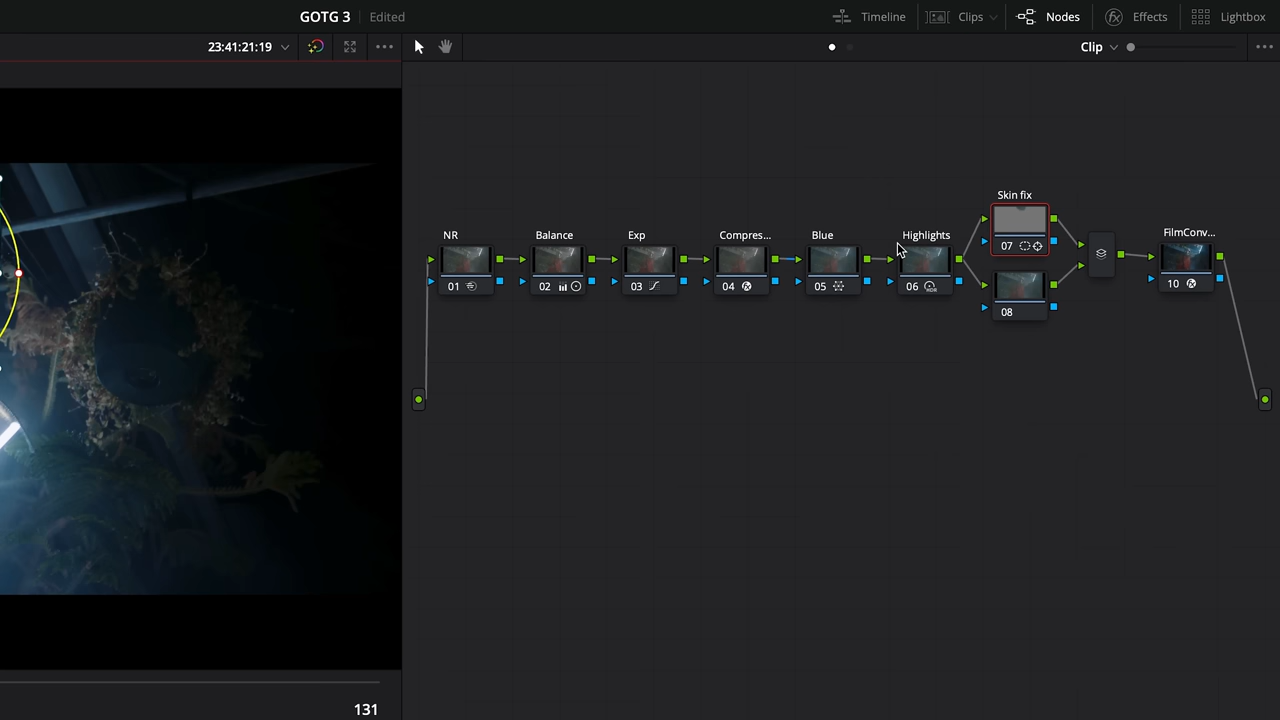 GOTG 3 Edited
Timeline Clips Nodes Effects Lightbox
23:41:21:19
Clip
Skin fix
NR Balance Exp Compres... Blue Highlights FilmConv...
07
01 02 03 04 05 06 HDR 10
08
131